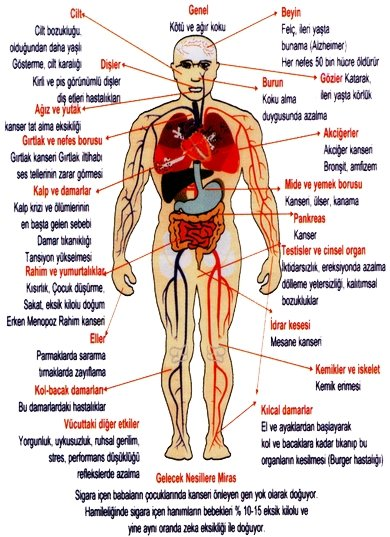 Genel
Kötü ve ağır koku
Cilt
Cilt bozukluğu,
olduğundan daha yaşlı
Gösterme, cilt karalığı
Dişler
Kirli ve pis görünümlü dişler
diş etleri hastalıkları
Ağız ve yutak
kanser tat alma eksikliği
Gırtlak ve nefes borusu
Gırtlak kanseri Gırtlak iltihabı
ses tellerinin zarar görmesi
Kalp ve damarlar
Kalp krizi ve ölümlerinin
en başta gelen sebebi
Damar tıkanıklığı
Tansiyon yükselmesi
Rahim ve yumurtalıklar
Kısırlık, Çocuk düşürme,
Sakat, eksik kilolu doğum
Erken Menopoz Rahim kanseri
Eller
Parmaklarda sararma
tırnaklarda zayıflama
Kol-bacak damarları
Bu damarlardaki hastalıklar
Vücuttaki diğer etkiler
Yorgunluk, uykusuzluk, ruhsal gerilim,
stres, performans düşüklüğü
reflekslerde azalma
Beyin
Felç, ileri yaşta
bunama (Alzheimer)
Her nefes 50 bin hücre öldürür
Gözler Katarak,
ileri yaşta körlük
Burun
Koku alma
duygusunda azalma
Akciğerler
Akciğer kanseri
Bronşit, amfizem
Mide ve yemek borusu
Kanseri, ülser, kanama
Pankreas
Kanser
Testisler ve cinsel organ
İktidarsızlık, ereksiyonda azalma
dölleme yetersizliği, kalıtımsal
bozukluklar
İdrar kesesi
Mesane kanseri
Kemikler ve iskelet
Kemik erimesi
Kılcal damarlar
El ve ayaklardan başlayarak
kol ve bacaklara kadar tıkanıp bu
organların kesilmesi (Burger hastalığı)
Gelecek Nesillere Miras
Sigara içen babaların çocuklarında kanseri önleyen gen yok olarak doğuyor.
Hamileliğinde sigara içen hanımların bebekleri % 10-15 eksik kilolu ve
yine aynı oranda zeka eksikliği ile doğuyor.